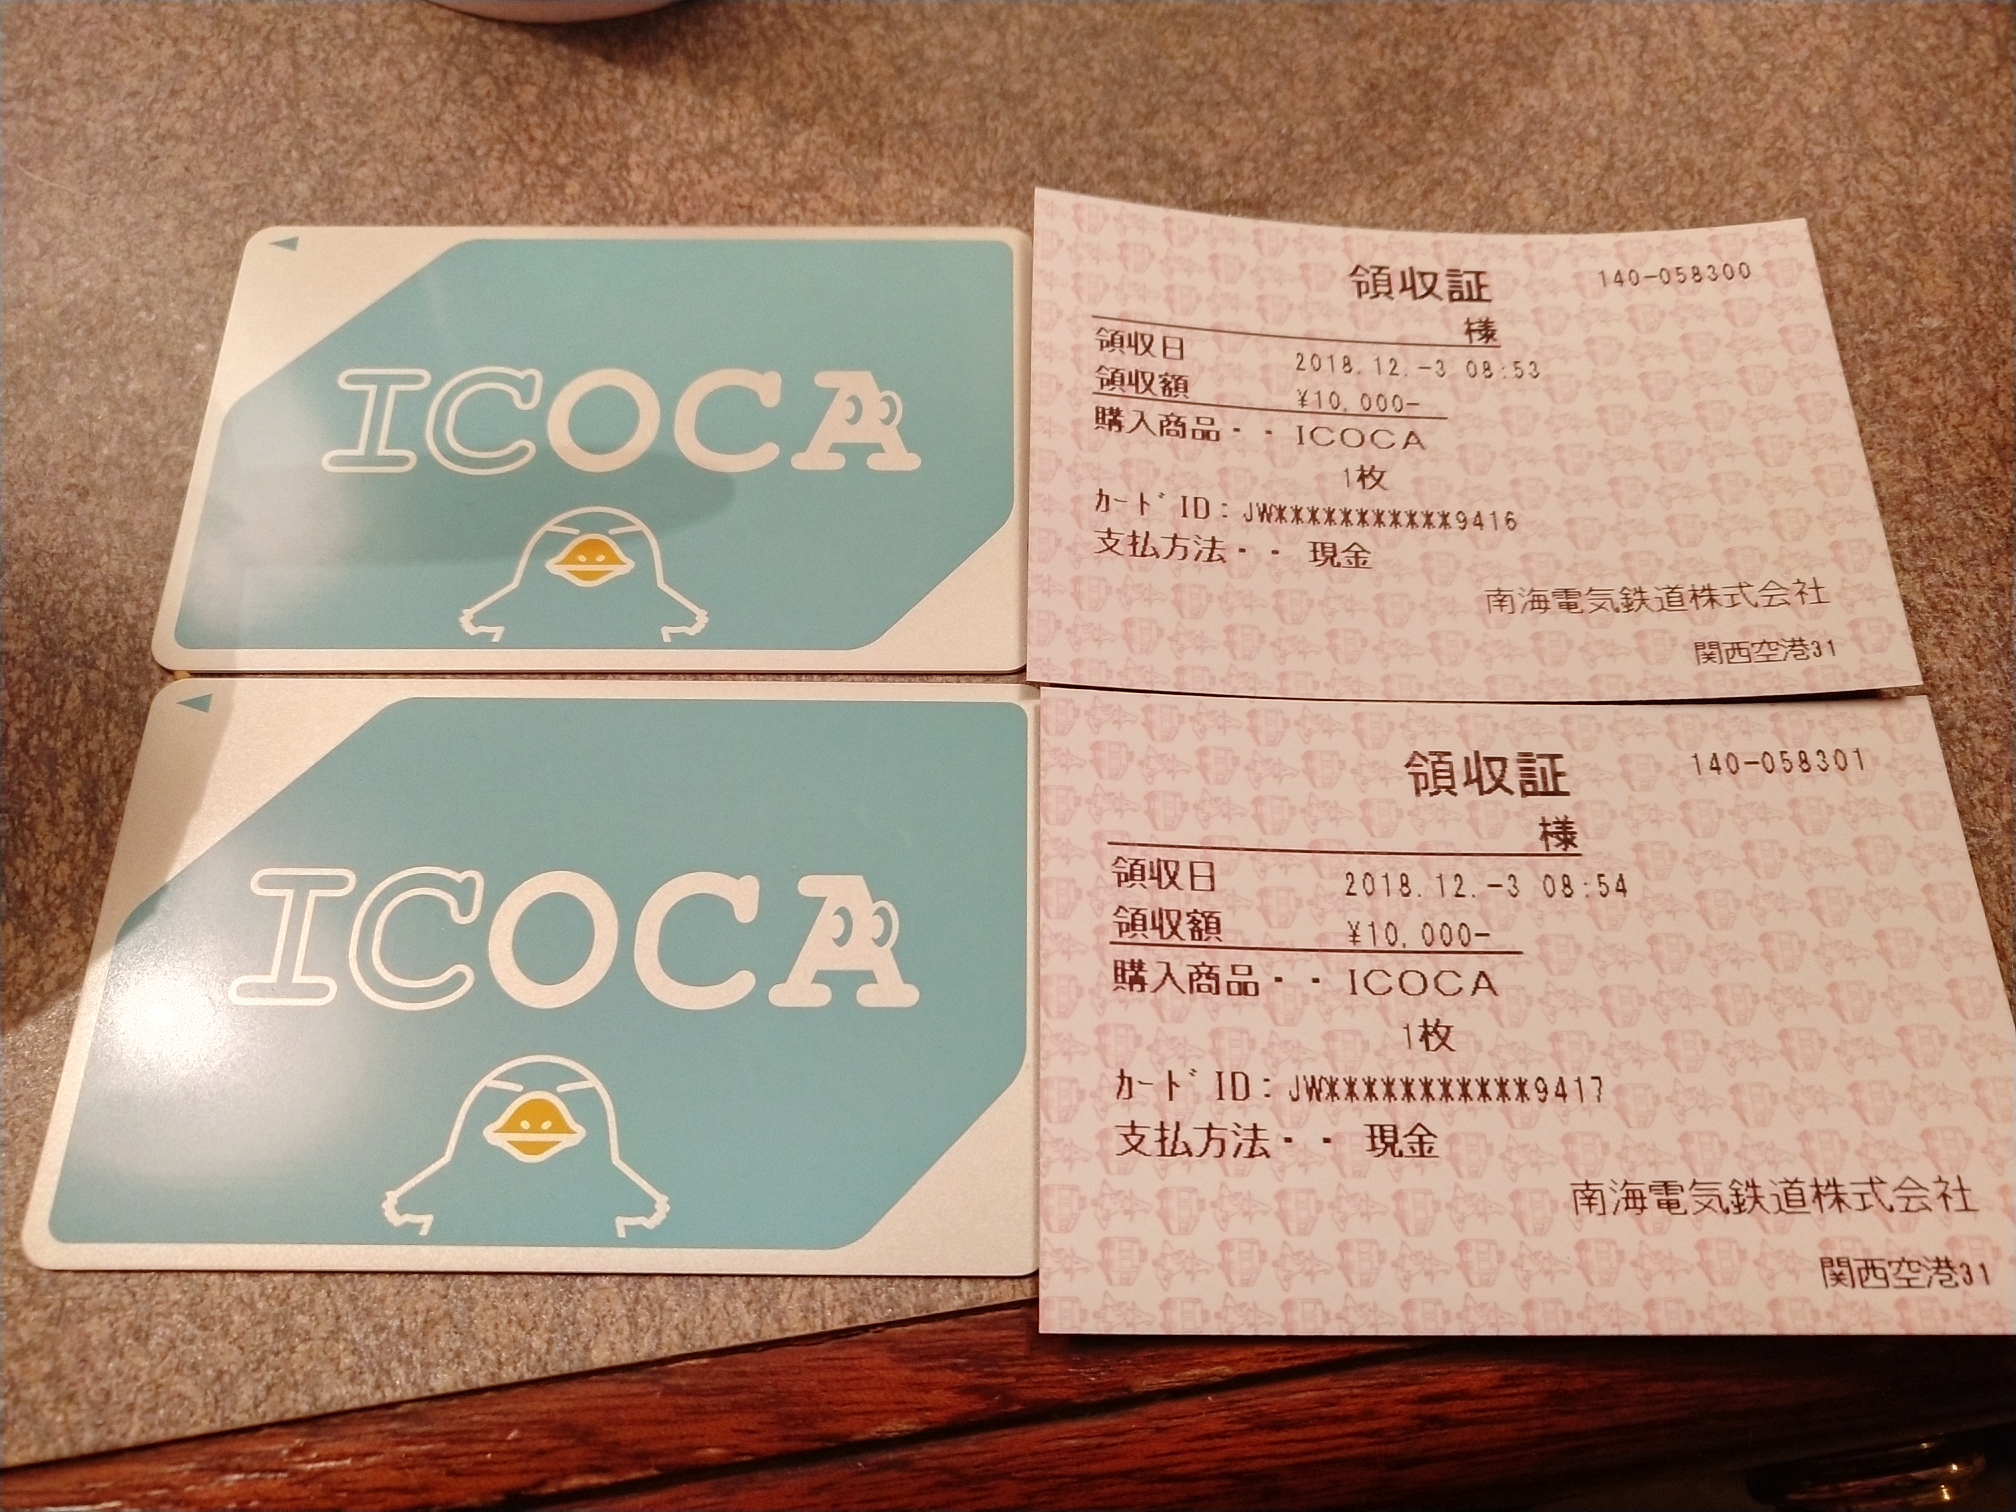 ICOCA
領収証 140-058300
様
領収日 2018.12.-3 08:53
領収額 ¥10,000-
購入商品・・ICOCA
1枚
カードID:JW***********9416
支払方法・・ 現金
南海電気鉄道株式会社
関西空港31
ICOCA
領収証 140-058301
様
領収日 2018.12.-3 08:54
領収額 ¥10,000-
購入商品・・ICOCA
1枚
カードID:JW***********9417
支払方法・・ 現金
南海電気鉄道株式会社
関西空港31